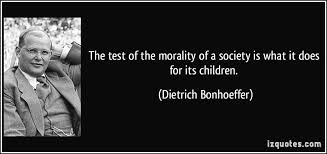 The test of the morality of a society is what it does
for its children.
(Dietrich Bonhoeffer)
izquotes.com